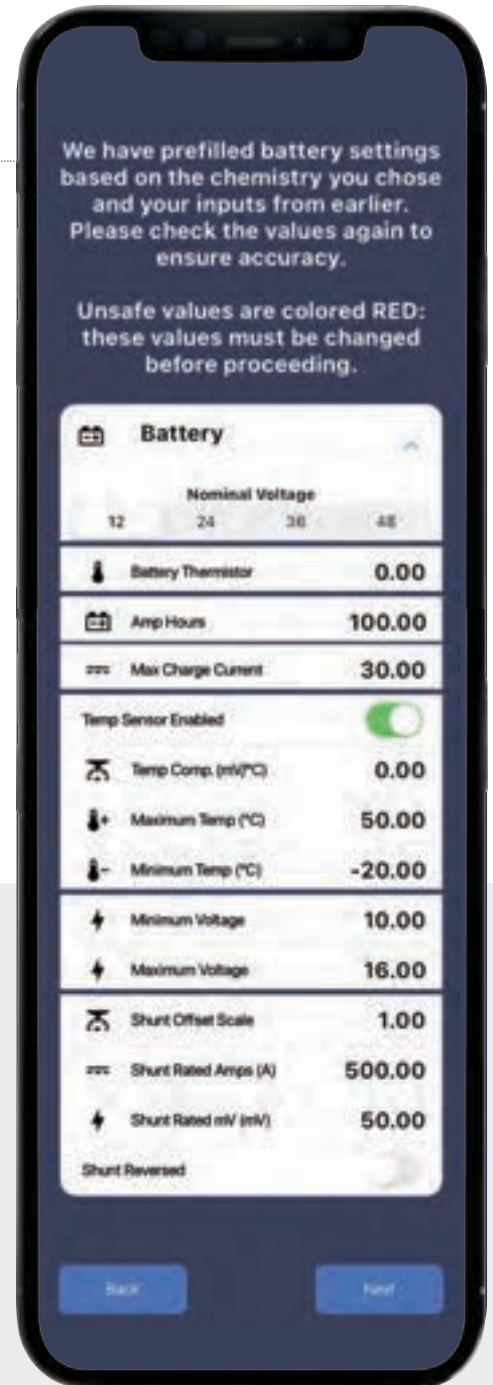 We have prefilled battery settings
based on the chemistry you chose
and your inputs from earlier.
Please check the values again to
ensure accuracy.
Unsafe values are colored RED:
these values must be changed
before proceeding.
Battery
Nominal Voltage
12 24 36 48
Battery Thermistor 0.00
Amp Hours 100.00
Max Charge Current 30.00
Temp Sensor Enabled
Temp Comp. (mV/°C) 0.00
Maximum Temp (°C) 50.00
Minimum Temp (°C) -20.00
Minimum Voltage 10.00
Maximum Voltage 16.00
Shunt Offset Scale 1.00
Shunt Rated Amps (A) 500.00
Shunt Rated mV (mV) 50.00
Shunt Reversed
Back Next